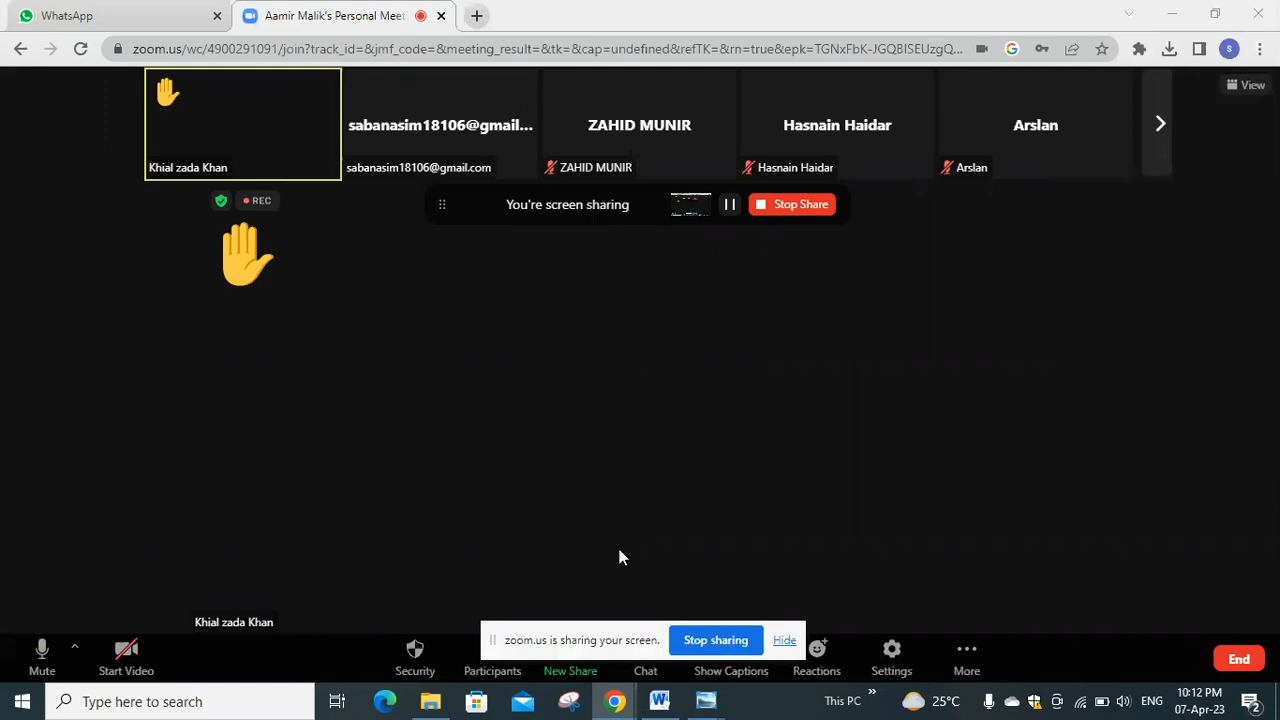 WhatsApp
Aamir Malik's Personal Meet
zoom.us/wc/4900291091/join?track_id=&jmf_code=&meeting_result=&tk=&cap=undefined&refTK=&rn=true&epk=TGNxFbK-JGQBISEUzgQ...
S
View
sabanasim18106@gmail...
ZAHID MUNIR
Hasnain Haidar
Arslan
Khial zada Khan
sabanasim18106@gmail.com
ZAHID MUNIR
Hasnain Haidar
Arslan
REC
You're screen sharing
Stop Share
Khial zada Khan
zoom.us is sharing your screen.
Stop sharing
Hide
Mute
Start Video
Security
Participants
New Share
Chat
Show Captions
Reactions
Settings
More
End
Type here to search
This PC
»
25°C
ENG
10:12 PM
07-Apr-23
2